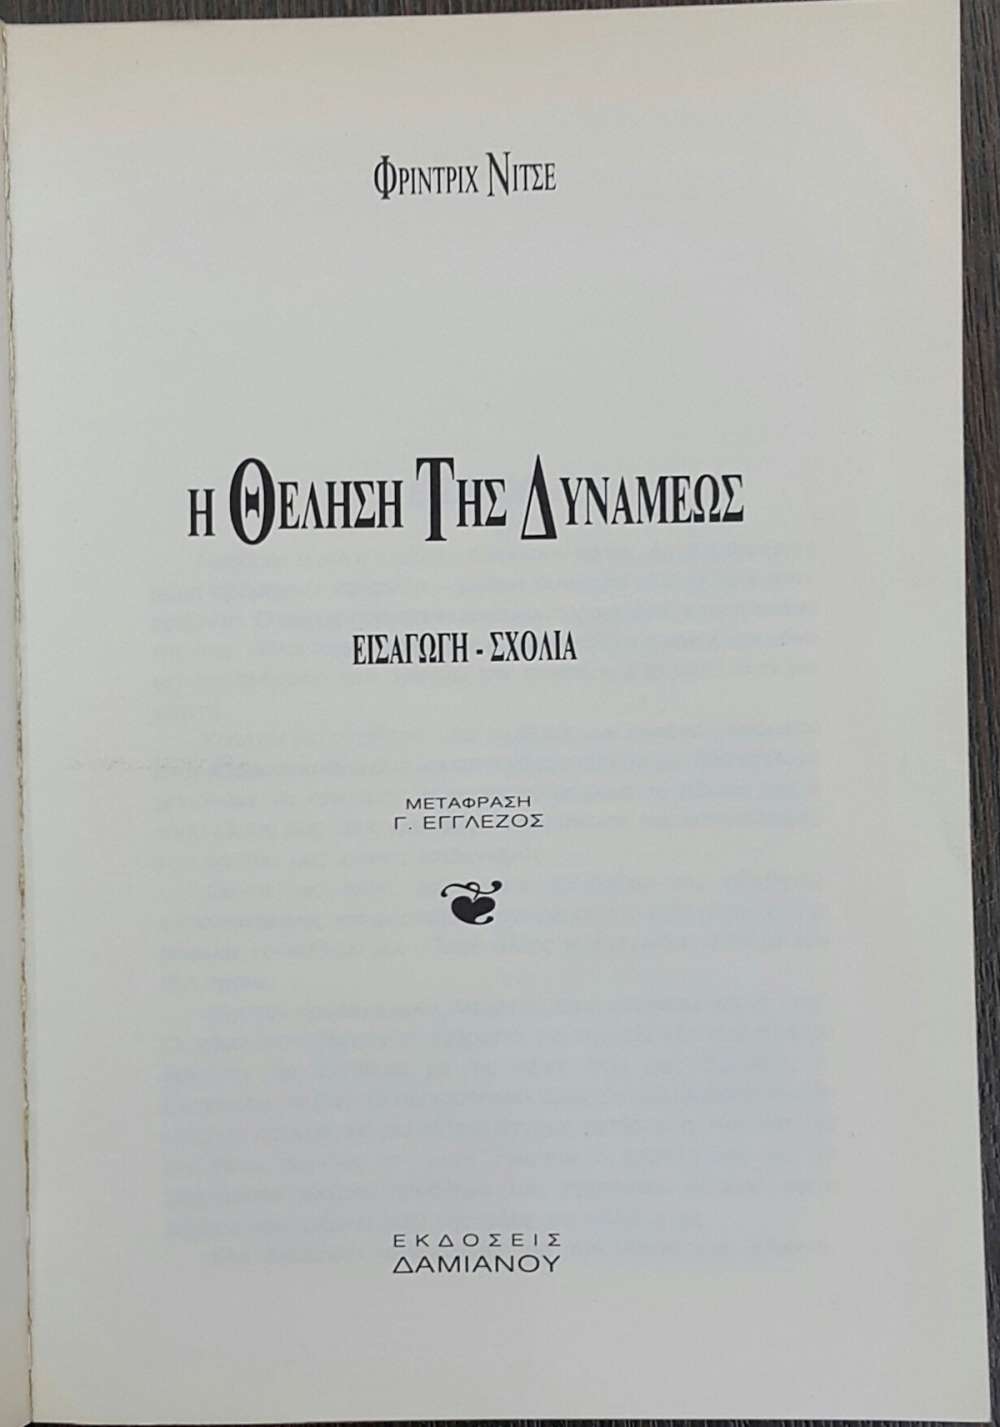 ΦΡΙΝΤΡΙΧ ΝΙΤΣΕ
Η ΘΕΛΗΣΗ ΤΗΣ ΔΥΝΑΜΕΩΣ
ΕΙΣΑΓΩΓΗ - ΣΧΟΛΙΑ
ΜΕΤΑΦΡΑΣΗ
Γ. ΕΓΓΛΕΖΟΣ
ΕΚΔΟΣΕΙΣ
ΔΑΜΙΑΝΟΥ